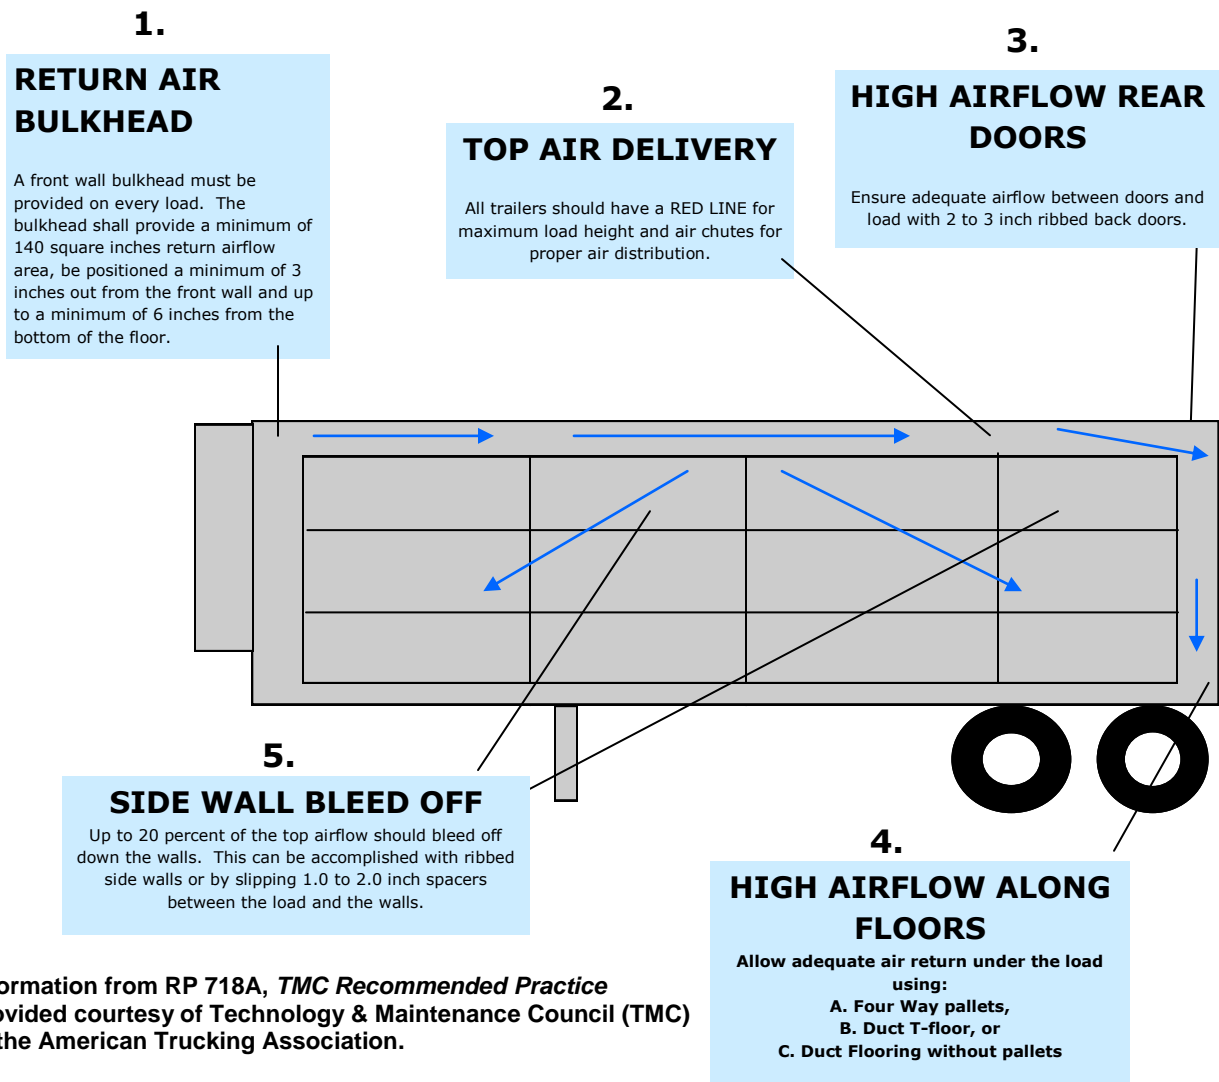 1.
RETURN AIR
BULKHEAD
A front wall bulkhead must be
provided on every load. The
bulkhead shall provide a minimum of
140 square inches return airflow
area, be positioned a minimum of 3
inches out from the front wall and up
to a minimum of 6 inches from the
bottom of the floor.
2.
TOP AIR DELIVERY
All trailers should have a RED LINE for
maximum load height and air chutes for
proper air distribution.
3.
HIGH AIRFLOW REAR
DOORS
Ensure adequate airflow between doors and
load with 2 to 3 inch ribbed back doors.
5.
SIDE WALL BLEED OFF
Up to 20 percent of the top airflow should bleed off
down the walls. This can be accomplished with ribbed
side walls or by slipping 1.0 to 2.0 inch spacers
between the load and the walls.
4.
HIGH AIRFLOW ALONG
FLOORS
Allow adequate air return under the load
using:
A. Four Way pallets,
B. Duct T-floor, or
C. Duct Flooring without pallets
ormation from RP 718A, TMC Recommended Practice
ovided courtesy of Technology & Maintenance Council (TMC)
the American Trucking Association.